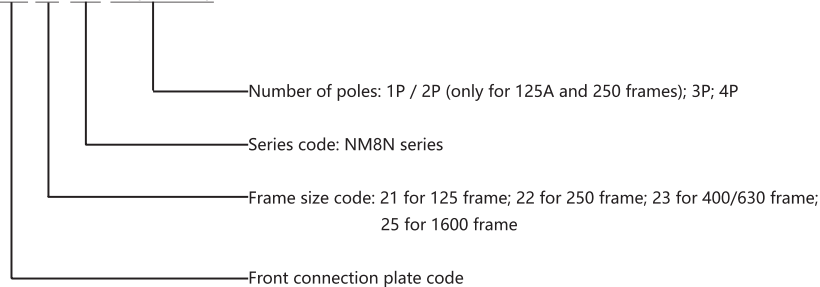 Number of poles: 1P / 2P (only for 125A and 250 frames); 3P; 4P
Series code: NM8N series
Frame size code: 21 for 125 frame; 22 for 250 frame; 23 for 400/630 frame;
25 for 1600 frame
Front connection plate code